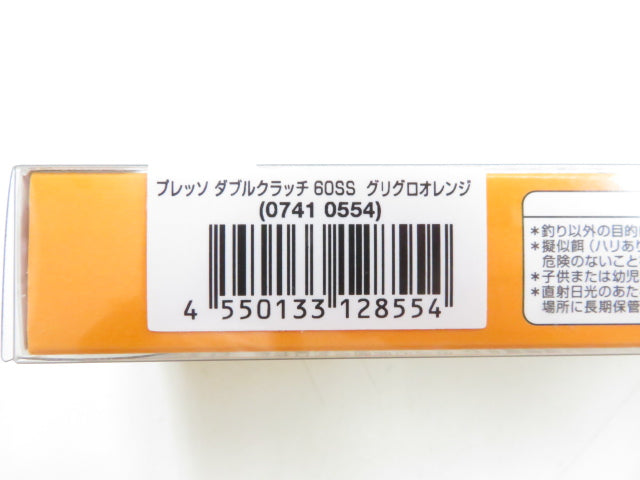 プレッソ ダブルクラッチ 60SS グリグロオレンジ
(0741 0554)
4 550133 128554
＊釣り以外の目的
＊擬似餌(ハリあり
危険のないこと
＊子供または幼児
＊直射日光のあた
場所に長期保管